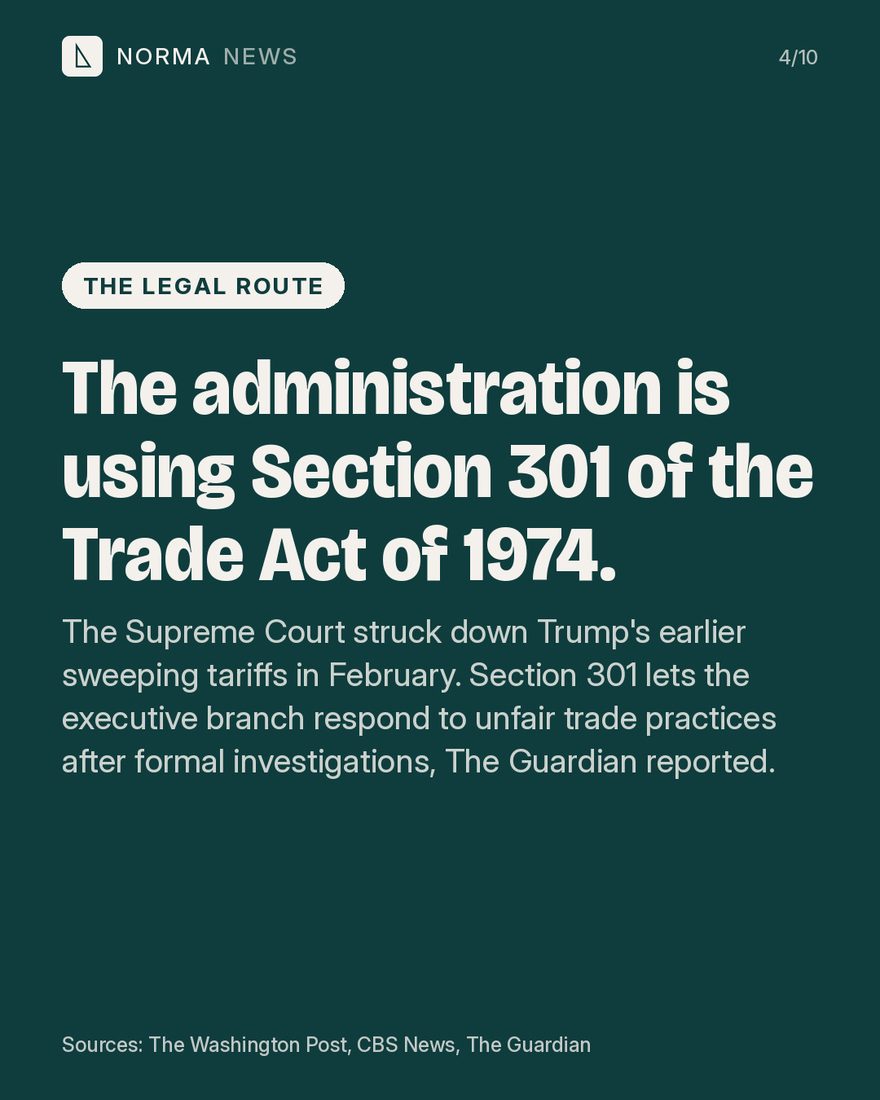 NORMA NEWS
4/10
THE LEGAL ROUTE
The administration is
using Section 301 of the
Trade Act of 1974.
The Supreme Court struck down Trump's earlier
sweeping tariffs in February. Section 301 lets the
executive branch respond to unfair trade practices
after formal investigations, The Guardian reported.
Sources: The Washington Post, CBS News, The Guardian